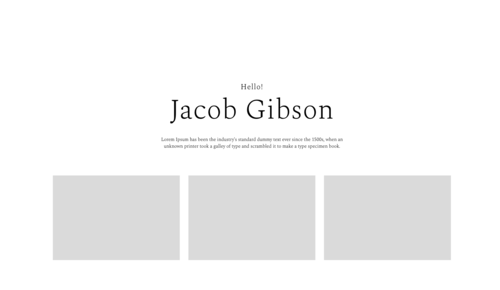 Hello!
Jacob Gibson
Lorem Ipsum has been the industry's standard dummy text ever since the 1500s, when an
unknown printer took a galley of type and scrambled it to make a type specimen book.